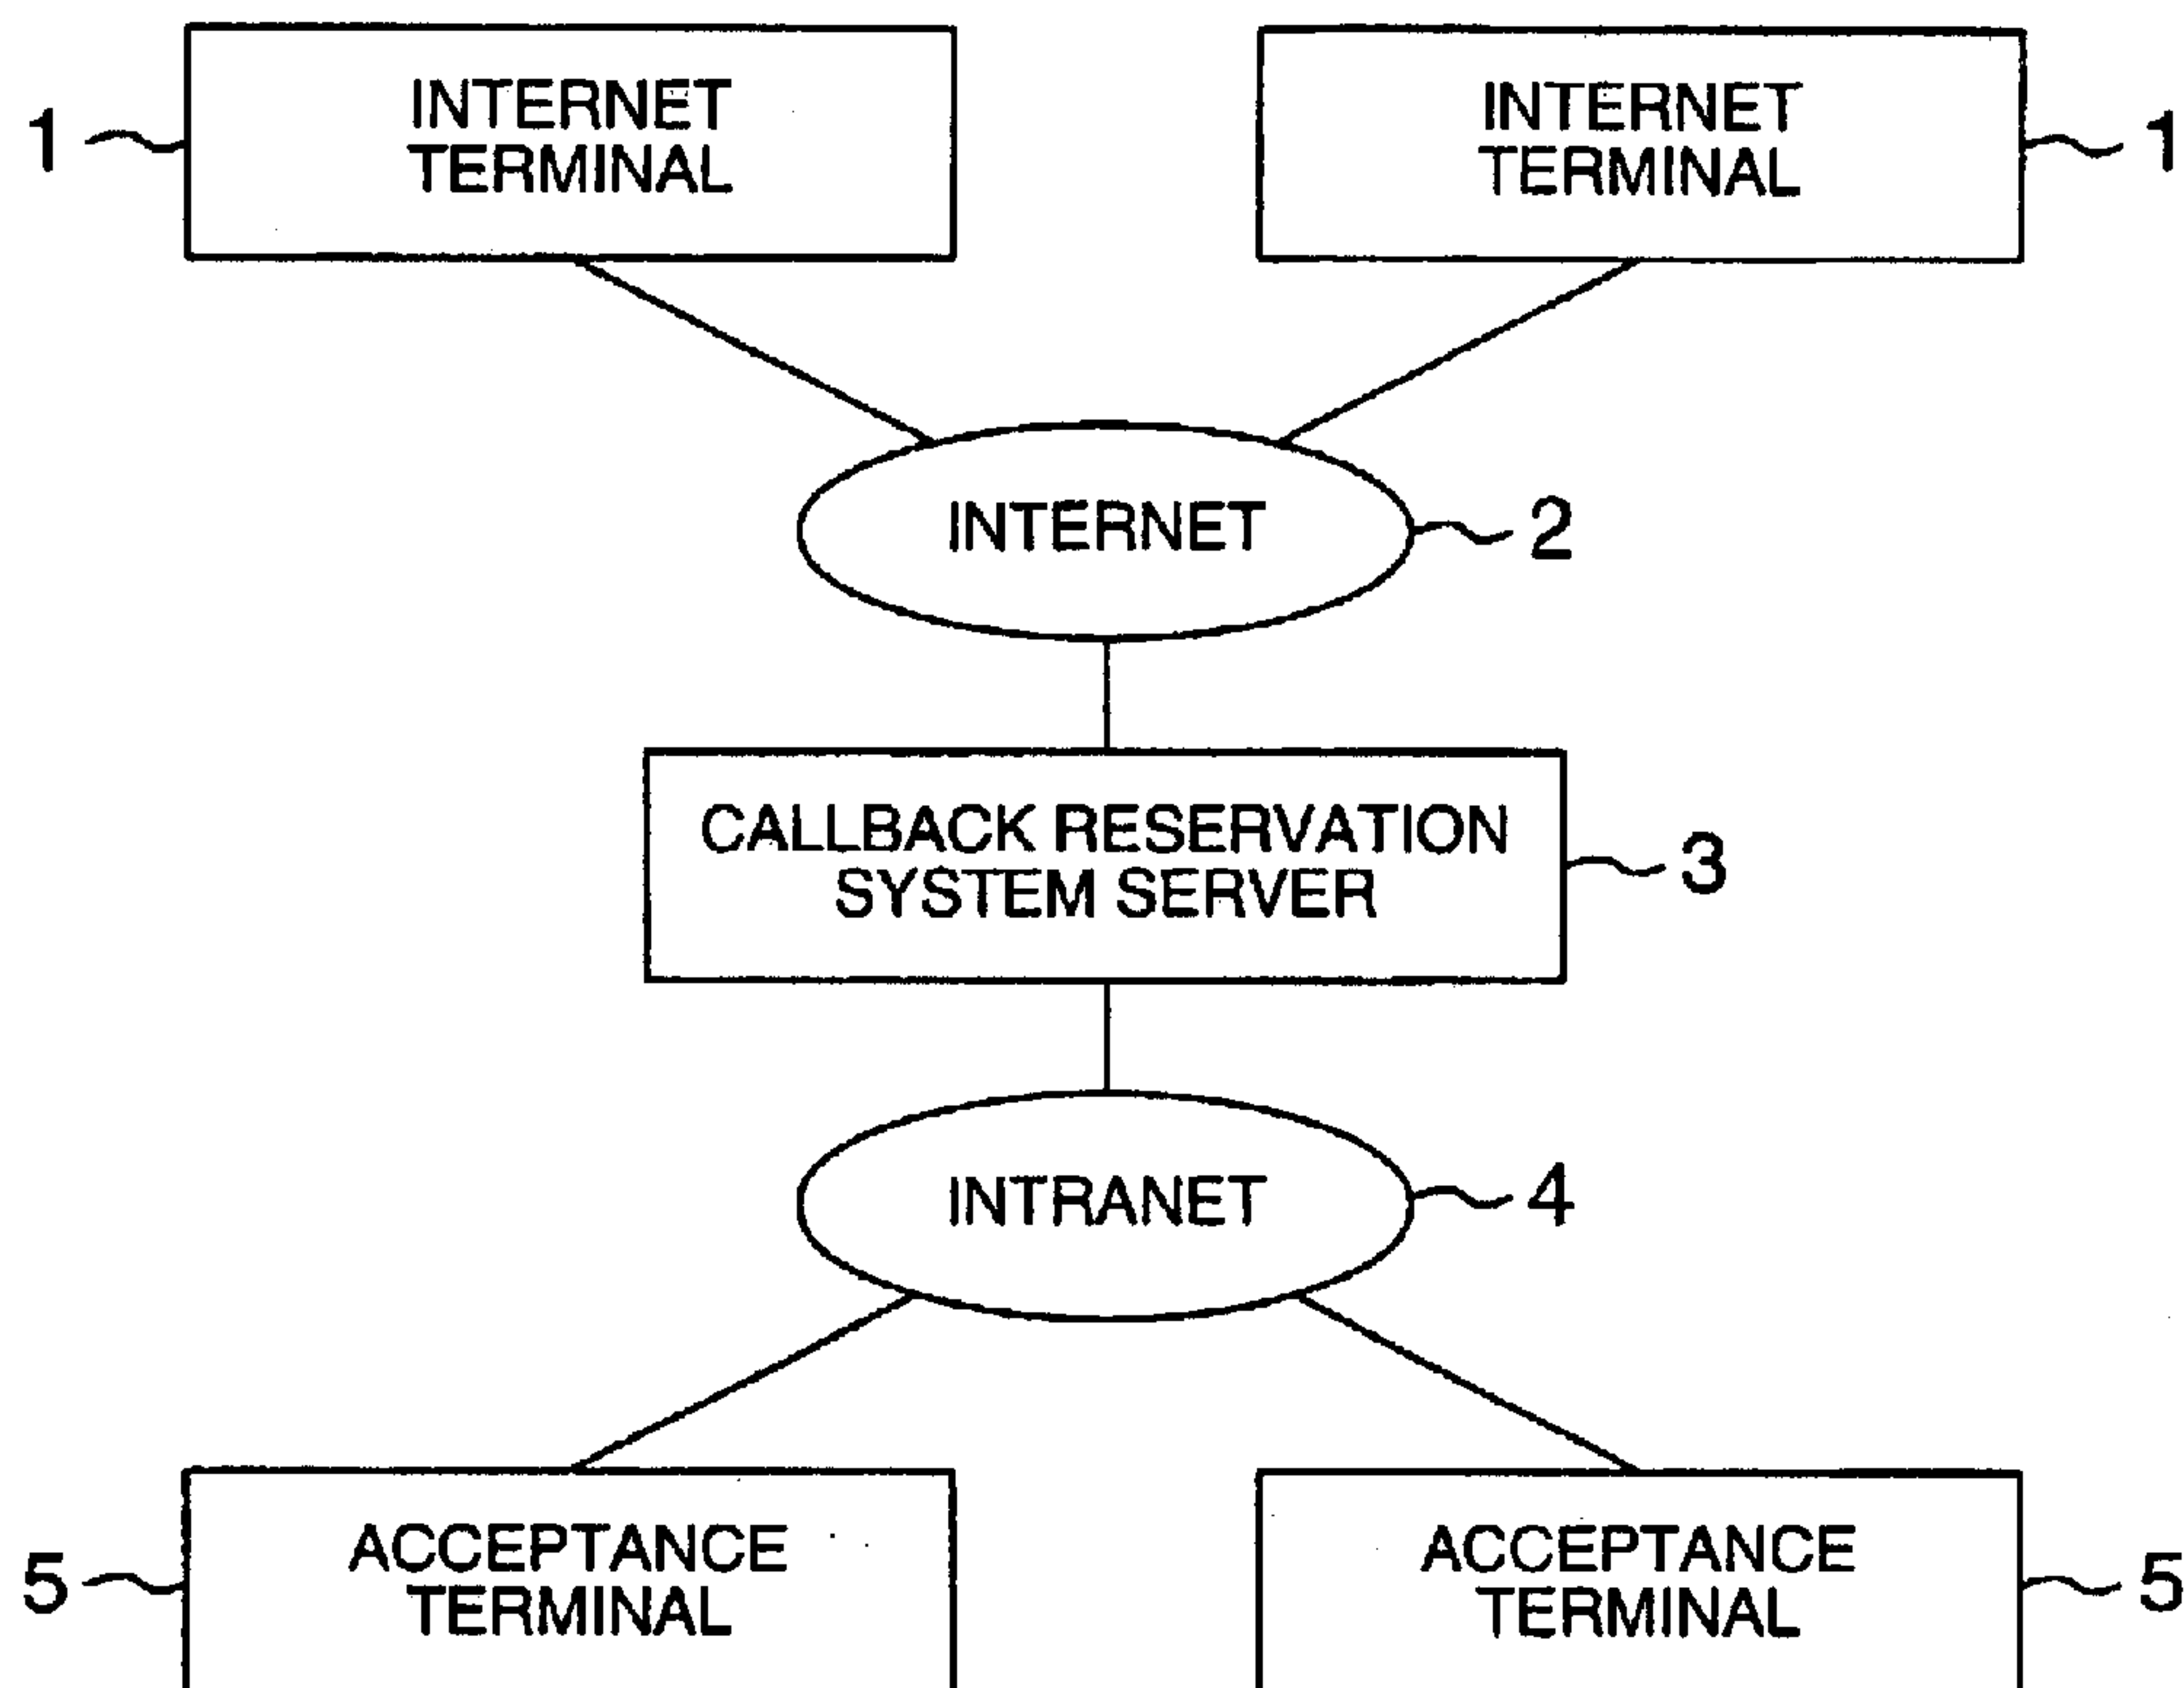 INTERNET
TERMINAL
1
INTERNET
TERMINAL
1
INTERNET
2
CALLBACK RESERVATION
SYSTEM SERVER
3
INTRANET
4
ACCEPTANCE
TERMINAL
5
ACCEPTANCE
TERMINAL
5